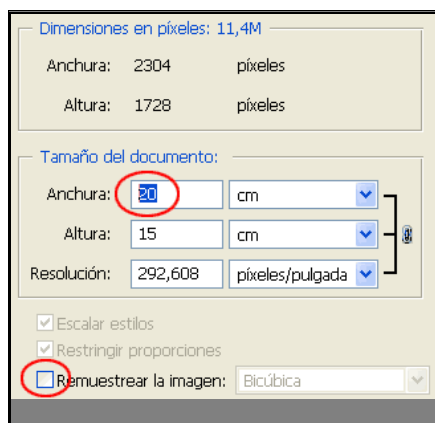 Dimensiones en píxeles: 11,4M
Anchura: 2304 píxeles
Altura: 1728 píxeles
Tamaño del documento:
Anchura: 20 cm
Altura: 15 cm
Resolución: 292,608 píxeles/pulgada
Escalar estilos
Restringir proporciones
Remuestrear la imagen: Bicúbica